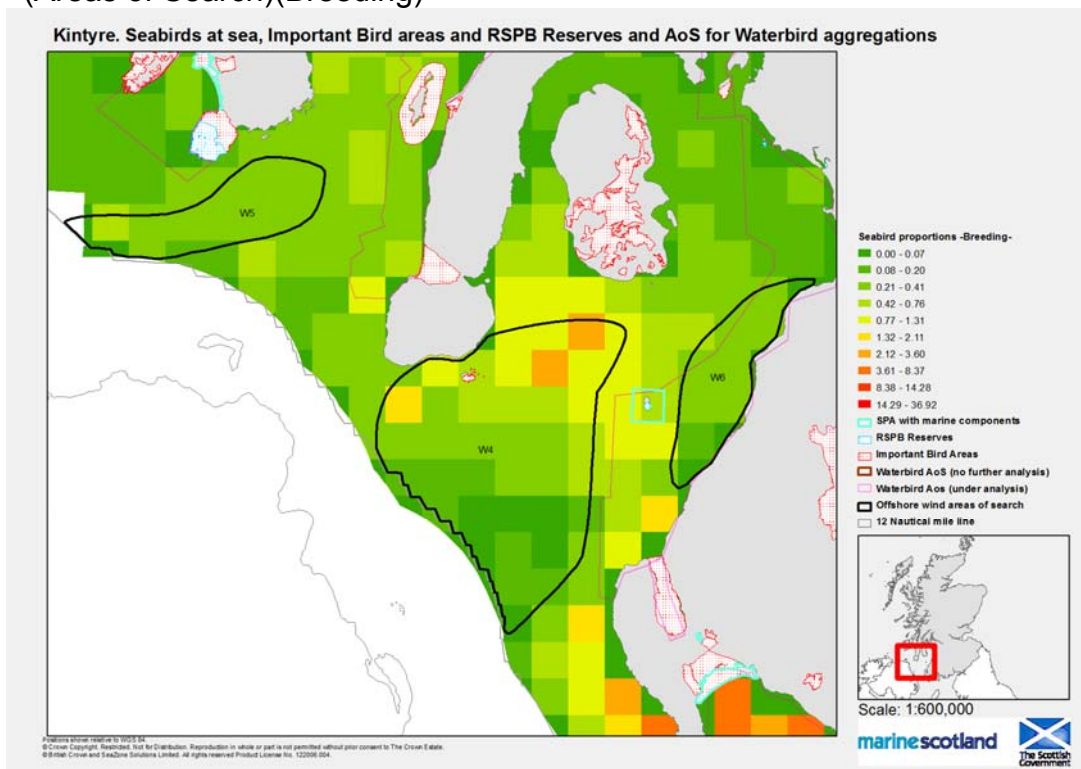 (Areas of Search)(Breeding)
Kintyre. Seabirds at sea, Important Bird areas and RSPB Reserves and AoS for Waterbird aggregations
W5
W6
W4
Seabird proportions -Breeding-
0.00 - 0.07
0.08 - 0.20
0.21 - 0.41
0.42 - 0.76
0.77 - 1.31
1.32 - 2.11
2.12 - 3.60
3.61 - 8.37
8.38 - 14.28
14.29 - 36.92
SPA with marine components
RSPB Reserves
Important Bird Areas
Waterbird AoS (no further analysis)
Waterbird Aos (under analysis)
Offshore wind areas of search
12 Nautical mile line
Scale: 1:600,000
marinescotland
The Scottish
Government
Positions shown relative to WGS 84.
© Crown Copyright. Restricted. Not for Distribution. Reproduction in whole or part is not permitted without prior consent to The Crown Estate.
© British Crown and SeaZone Solutions Limited. All rights reserved Product License No. 122006.004.